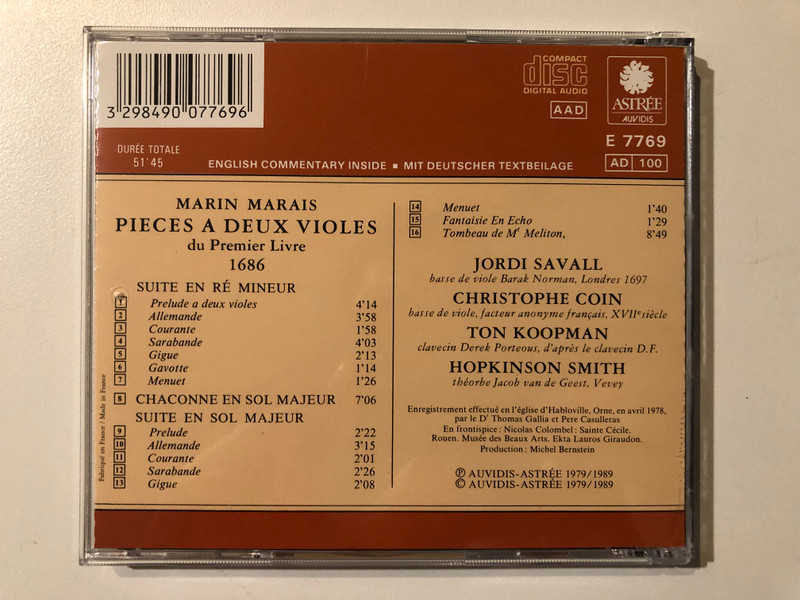 3 298490 077696
COMPACT
disc
DIGITAL AUDIO
AAD
ASTRÉE
AUVIDIS
E 7769
AD 100
DURÉE TOTALE
51'45
ENGLISH COMMENTARY INSIDE ■ MIT DEUTSCHER TEXTBEILAGE
MARIN MARAIS
PIECES A DEUX VIOLES
du Premier Livre
1686
SUITE EN RÉ MINEUR
1 Prelude a deux violes 4'14
2 Allemande 3'58
3 Courante 1'58
4 Sarabande 4'03
5 Gigue 2'13
6 Gavotte 1'14
7 Menuet 1'26
8 CHACONNE EN SOL MAJEUR 7'06
SUITE EN SOL MAJEUR
9 Prelude 2'22
10 Allemande 3'15
11 Courante 2'01
12 Sarabande 2'26
13 Gigue 2'08
Fabriqué en France / Made in France
14 Menuet 1'40
15 Fantaisie En Echo 1'29
16 Tombeau de Mr Meliton, 8'49
JORDI SAVALL
basse de viole Barak Norman, Londres 1697
CHRISTOPHE COIN
basse de viole, facteur anonyme français, XVIIe siècle
TON KOOPMAN
clavecin Derek Porteous, d'après le clavecin D.F.
HOPKINSON SMITH
théorbe Jacob van de Geest, Vevey
Enregistrement effectué en l'église d'Habloville, Orne, en avril 1978,
par le Dr Thomas Gallia et Pere Casulleras
En frontispice : Nicolas Colombel : Sainte Cécile.
Rouen. Musée des Beaux Arts. Ekta Lauros Giraudon.
Production : Michel Bernstein
Ⓟ AUVIDIS-ASTRÉE 1979/1989
© AUVIDIS-ASTRÉE 1979/1989